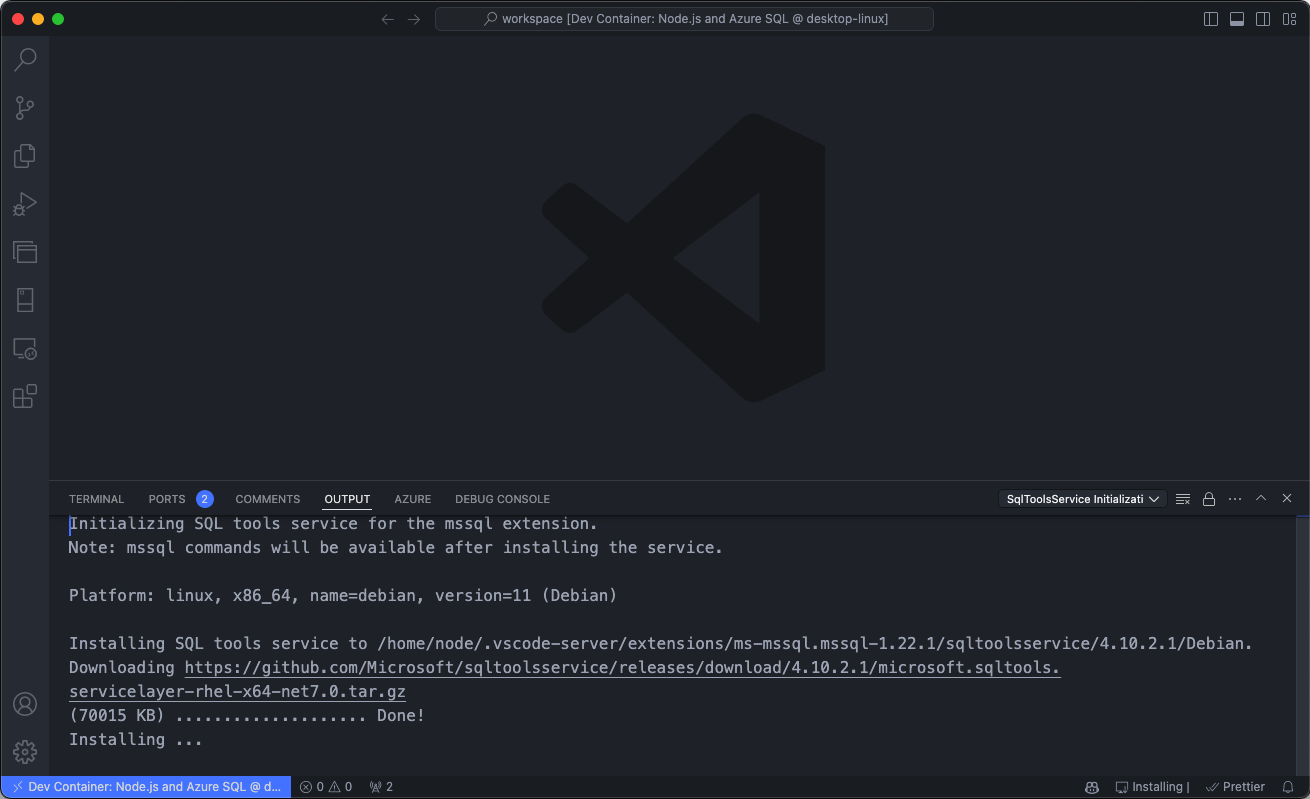 workspace [Dev Container: Node.js and Azure SQL @ desktop-linux]
TERMINAL PORTS 2 COMMENTS OUTPUT AZURE DEBUG CONSOLE SqlToolsService Initializati
Initializing SQL tools service for the mssql extension.
Note: mssql commands will be available after installing the service.
Platform: linux, x86_64, name=debian, version=11 (Debian)
Installing SQL tools service to /home/node/.vscode-server/extensions/ms-mssql.mssql-1.22.1/sqltoolsservice/4.10.2.1/Debian.
Downloading https://github.com/Microsoft/sqltoolsservice/releases/download/4.10.2.1/microsoft.sqltools.
servicelayer-rhel-x64-net7.0.tar.gz
(70015 KB) .................... Done!
Installing ...
Dev Container: Node.js and Azure SQL @ d... 0 0 2 Installing | Prettier